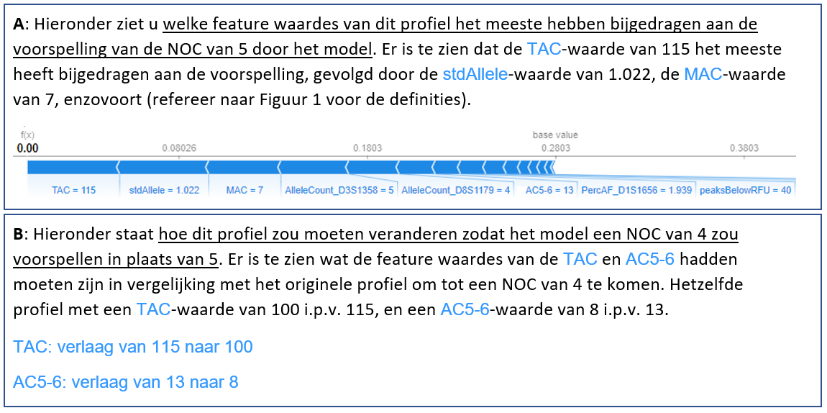 A: Hieronder ziet u welke feature waardes van dit profiel het meeste hebben bijgedragen aan de
voorspelling van de NOC van 5 door het model. Er is te zien dat de TAC-waarde van 115 het meeste
heeft bijgedragen aan de voorspelling, gevolgd door de stdAllele-waarde van 1.022, de MAC-waarde
van 7, enzovoort (refereer naar Figuur 1 voor de definities).
f(x) base value
0.00 0.08026 0.1803 0.2803 0.3803
TAC = 115 stdAllele = 1.022 MAC = 7 AlleleCount_D3S1358 = 5 AlleleCount_D8S1179 = 4 AC5-6 = 13 PercAF_D1S1656 = 1.939 peaksBelowRFU = 40
B: Hieronder staat hoe dit profiel zou moeten veranderen zodat het model een NOC van 4 zou
voorspellen in plaats van 5. Er is te zien wat de feature waardes van de TAC en AC5-6 hadden
moeten zijn in vergelijking met het originele profiel om tot een NOC van 4 te komen. Hetzelfde
profiel met een TAC-waarde van 100 i.p.v. 115, en een AC5-6-waarde van 8 i.p.v. 13.
TAC: verlaag van 115 naar 100
AC5-6: verlaag van 13 naar 8